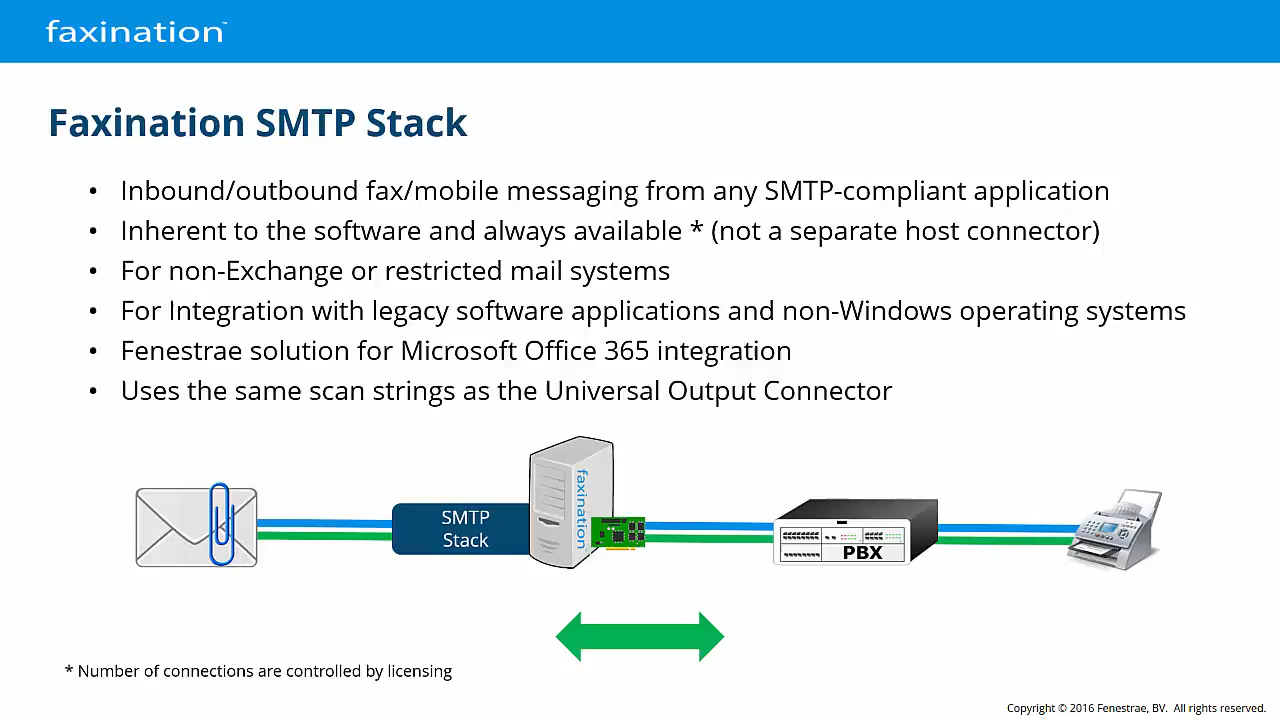 faxination™
Faxination SMTP Stack
• Inbound/outbound fax/mobile messaging from any SMTP-compliant application
• Inherent to the software and always available * (not a separate host connector)
• For non-Exchange or restricted mail systems
• For Integration with legacy software applications and non-Windows operating systems
• Fenestrae solution for Microsoft Office 365 integration
• Uses the same scan strings as the Universal Output Connector
SMTP
Stack
faxination
PBX
* Number of connections are controlled by licensing
Copyright © 2016 Fenestrae, BV. All rights reserved.